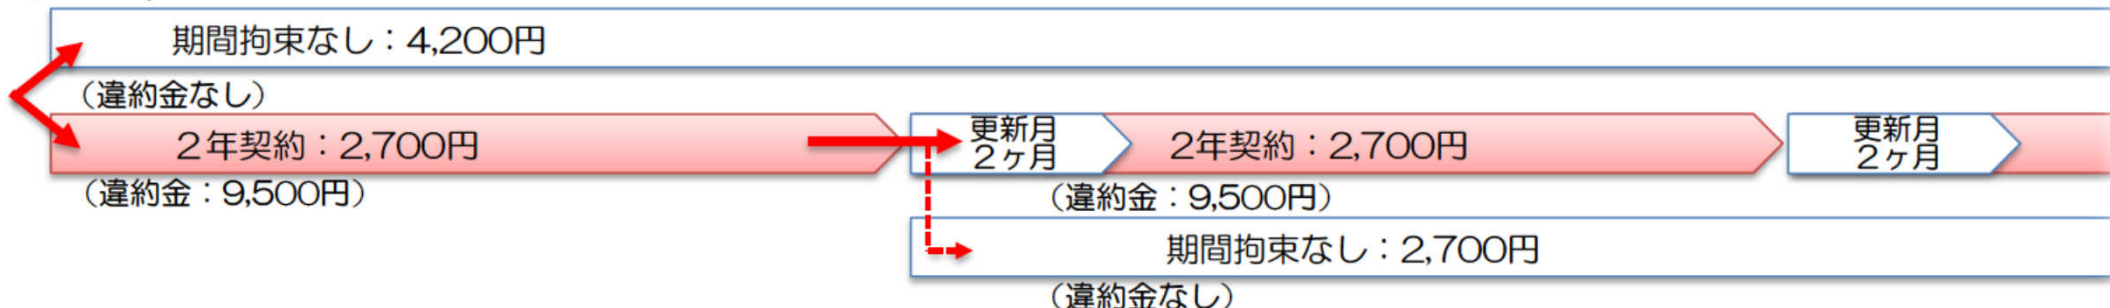 期間拘束なし：4,200円
（違約金なし）
２年契約：2,700円
更新月
２ヶ月
2年契約：2,700円
更新月
２ヶ月
（違約金：9,500円）
（違約金：9,500円）
期間拘束なし：2,700円
（違約金なし）